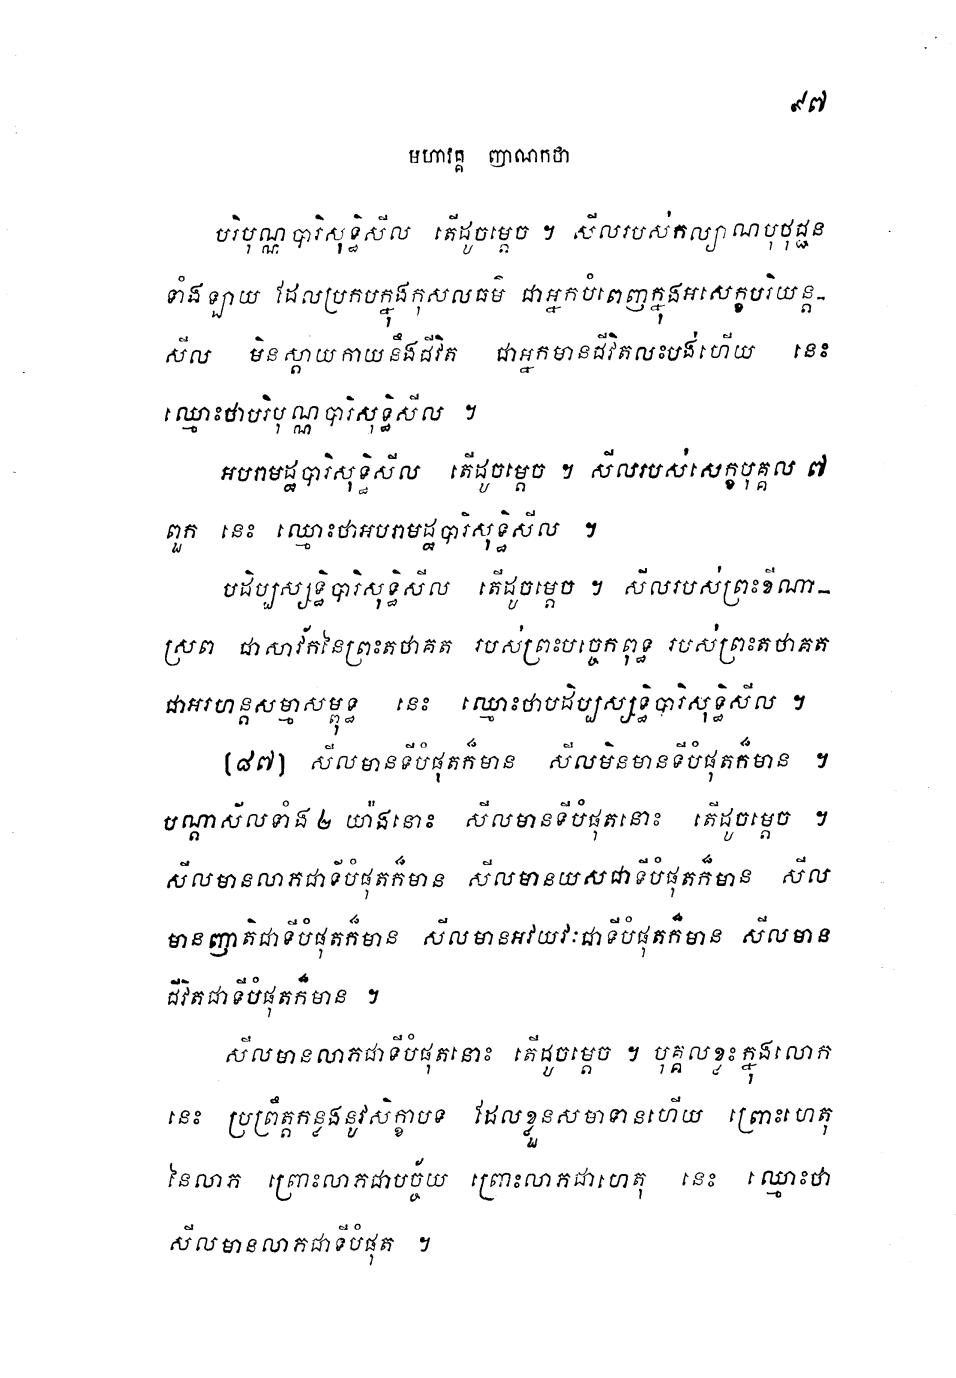 ៩៧
មហាវគ្គ ញាណកថា
បរិបុណ្ណបារិសុទ្ធិសីល តើដូចម្តេច ។ សីលរបស់កល្យាណបុថុជ្ជន
ទាំងឡាយ ដែលប្រកបក្នុងកុសលធម៌ ជាអ្នកបំពេញក្នុងអសេក្ខបរិយន្ត-
សីល មិនស្តាយកាយនឹងជីវិត ជាអ្នកមានជីវិតលះបង់ហើយ នេះ
ឈ្មោះថាបរិបុណ្ណបារិសុទ្ធិសីល ។
អបរាមដ្ឋបារិសុទ្ធិសីល តើដូចម្តេច ។ សីលរបស់សេក្ខបុគ្គល ៧
ពួក នេះ ឈ្មោះថាអបរាមដ្ឋបារិសុទ្ធិសីល ។
បដិប្បស្សទ្ធិបារិសុទ្ធិសីល តើដូចម្តេច ។ សីលរបស់ព្រះខីណា-
ស្រព ជាសាវ័កនៃព្រះតថាគត របស់ព្រះបច្ចេកពុទ្ធ របស់ព្រះតថាគត
ជាអរហន្តសម្មាសម្ពុទ្ធ នេះ ឈ្មោះថាបដិប្បស្សទ្ធិបារិសុទ្ធិសីល ។
(៨៧) សីលមានទីបំផុតក៏មាន សីលមិនមានទីបំផុតក៏មាន ។
បណ្តាសីលទាំង ២ យ៉ាងនោះ សីលមានទីបំផុតនោះ តើដូចម្តេច ។
សីលមានលាភជាទីបំផុតក៏មាន សីលមានយសជាទីបំផុតក៏មាន សីល
មានញាតិជាទីបំផុតក៏មាន សីលមានអវយវៈជាទីបំផុតក៏មាន សីលមាន
ជីវិតជាទីបំផុតក៏មាន ។
សីលមានលាភជាទីបំផុតនោះ តើដូចម្តេច ។ បុគ្គលខ្លះក្នុងលោក
នេះ ប្រព្រឹត្តកន្លងនូវសិក្ខាបទ ដែលខ្លួនសមាទានហើយ ព្រោះហេតុ
នៃលាភ ព្រោះលាភជាបច្ច័យ ព្រោះលាភជាហេតុ នេះ ឈ្មោះថា
សីលមានលាភជាទីបំផុត ។